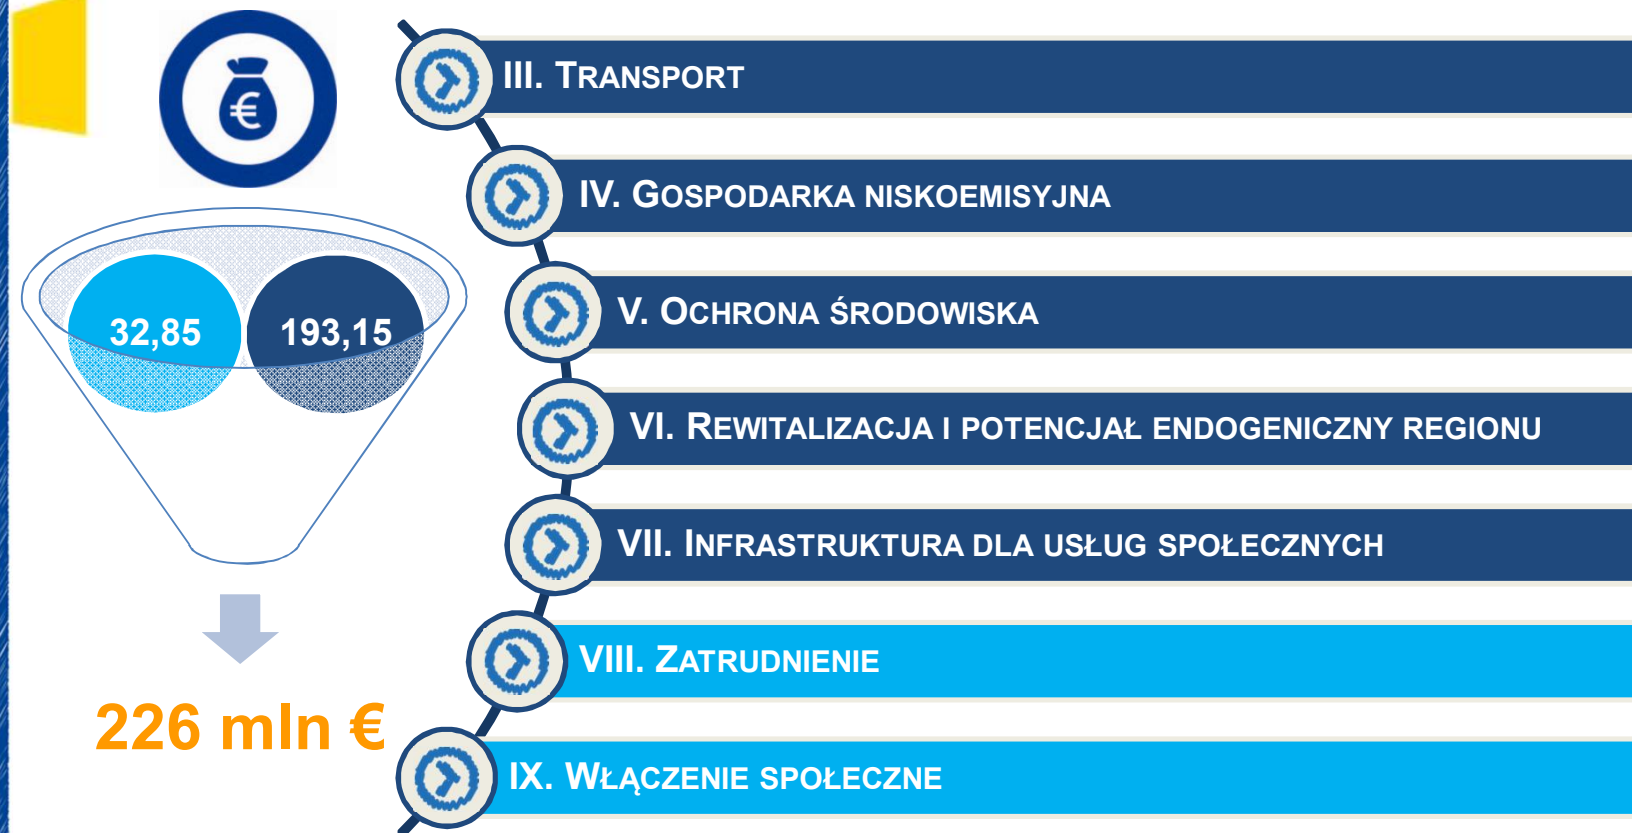 €
32,85
193,15
226 mln €
III. TRANSPORT
IV. GOSPODARKA NISKOEMISYJNA
V. OCHRONA ŚRODOWISKA
VI. REWITALIZACJA I POTENCJAŁ ENDOGENICZNY REGIONU
VII. INFRASTRUKTURA DLA USŁUG SPOŁECZNYCH
VIII. ZATRUDNIENIE
IX. WŁĄCZENIE SPOŁECZNE